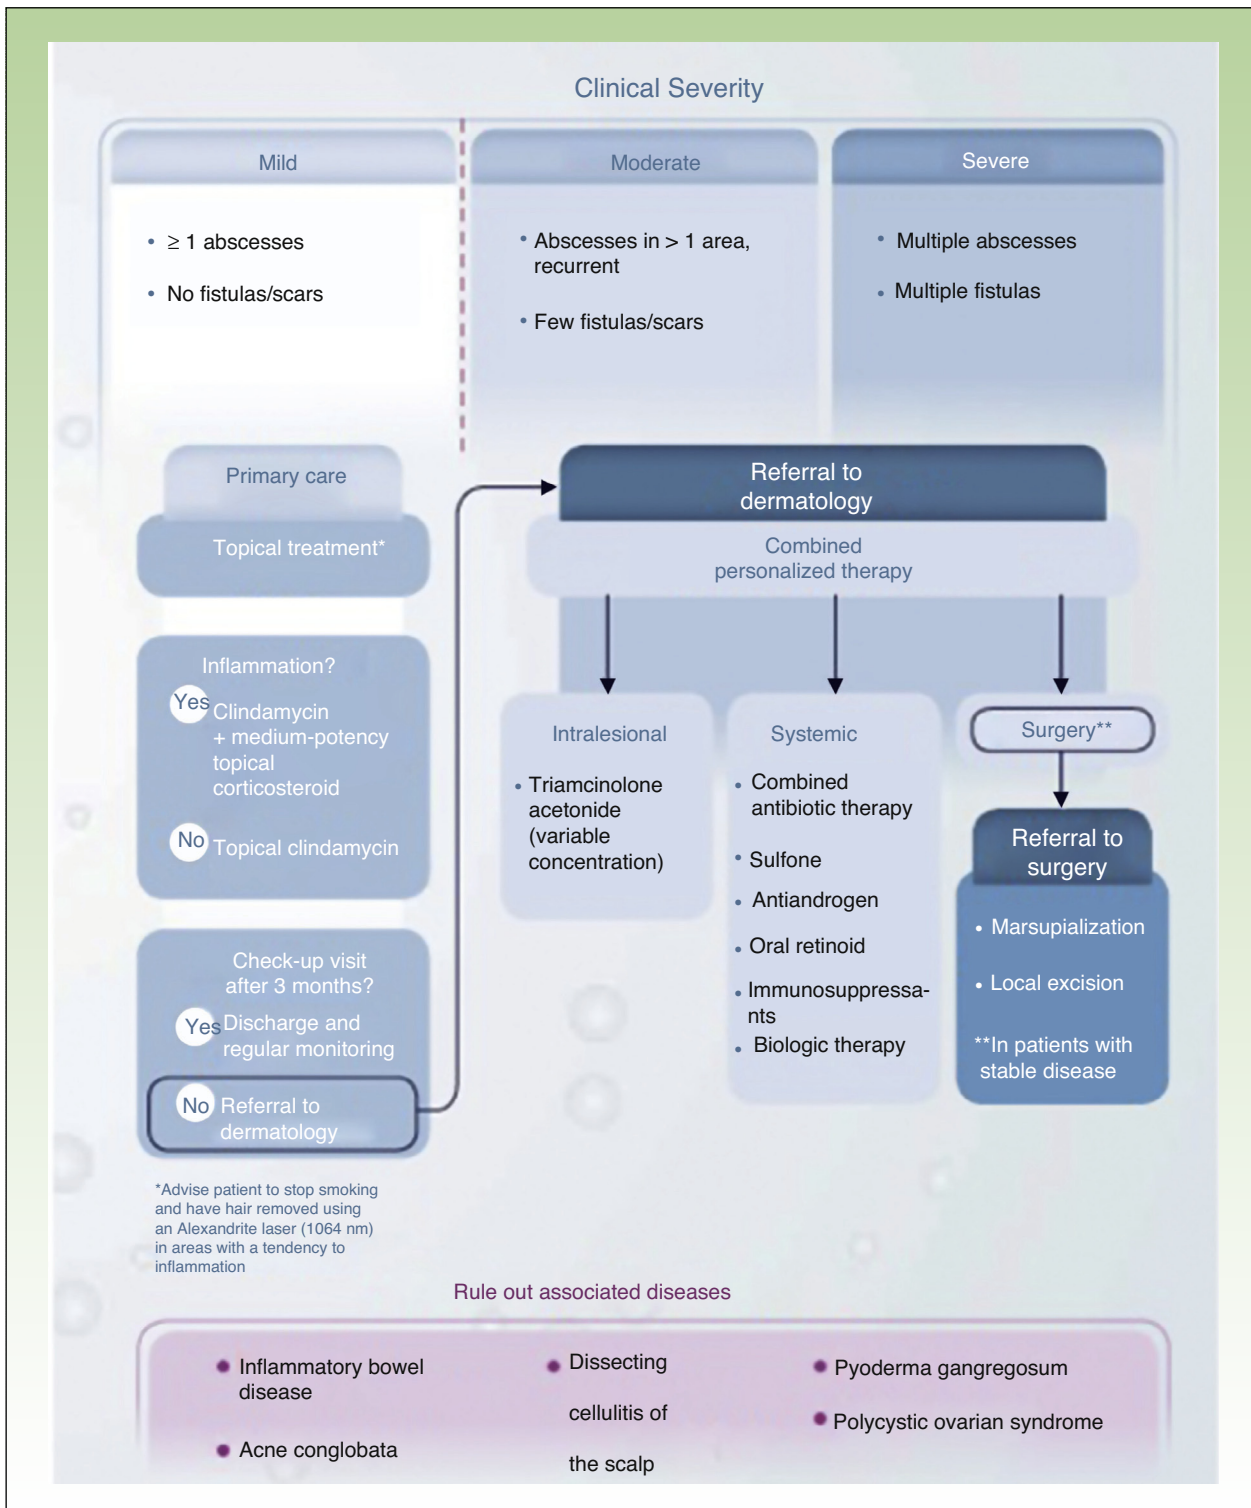 Clinical Severity
Mild
• ≥ 1 abscesses
• No fistulas/scars
Moderate
• Abscesses in > 1 area,
recurrent
• Few fistulas/scars
Severe
• Multiple abscesses
• Multiple fistulas
Primary care
Topical treatment*
Inflammation?
Yes Clindamycin
+ medium-potency
topical
corticosteroid
No Topical clindamycin
Check-up visit
after 3 months?
Yes Discharge and
regular monitoring
No Referral to
dermatology
*Advise patient to stop smoking
and have hair removed using
an Alexandrite laser (1064 nm)
in areas with a tendency to
inflammation
Referral to
dermatology
Combined
personalized therapy
Intralesional
• Triamcinolone
acetonide
(variable
concentration)
Systemic
• Combined
antibiotic therapy
• Sulfone
• Antiandrogen
• Oral retinoid
• Immunosuppressa-
nts
• Biologic therapy
Surgery**
Referral to
surgery
• Marsupialization
• Local excision
**In patients with
stable disease
Rule out associated diseases
• Inflammatory bowel
disease
• Acne conglobata
• Dissecting
cellulitis of
the scalp
• Pyoderma gangregosum
• Polycystic ovarian syndrome